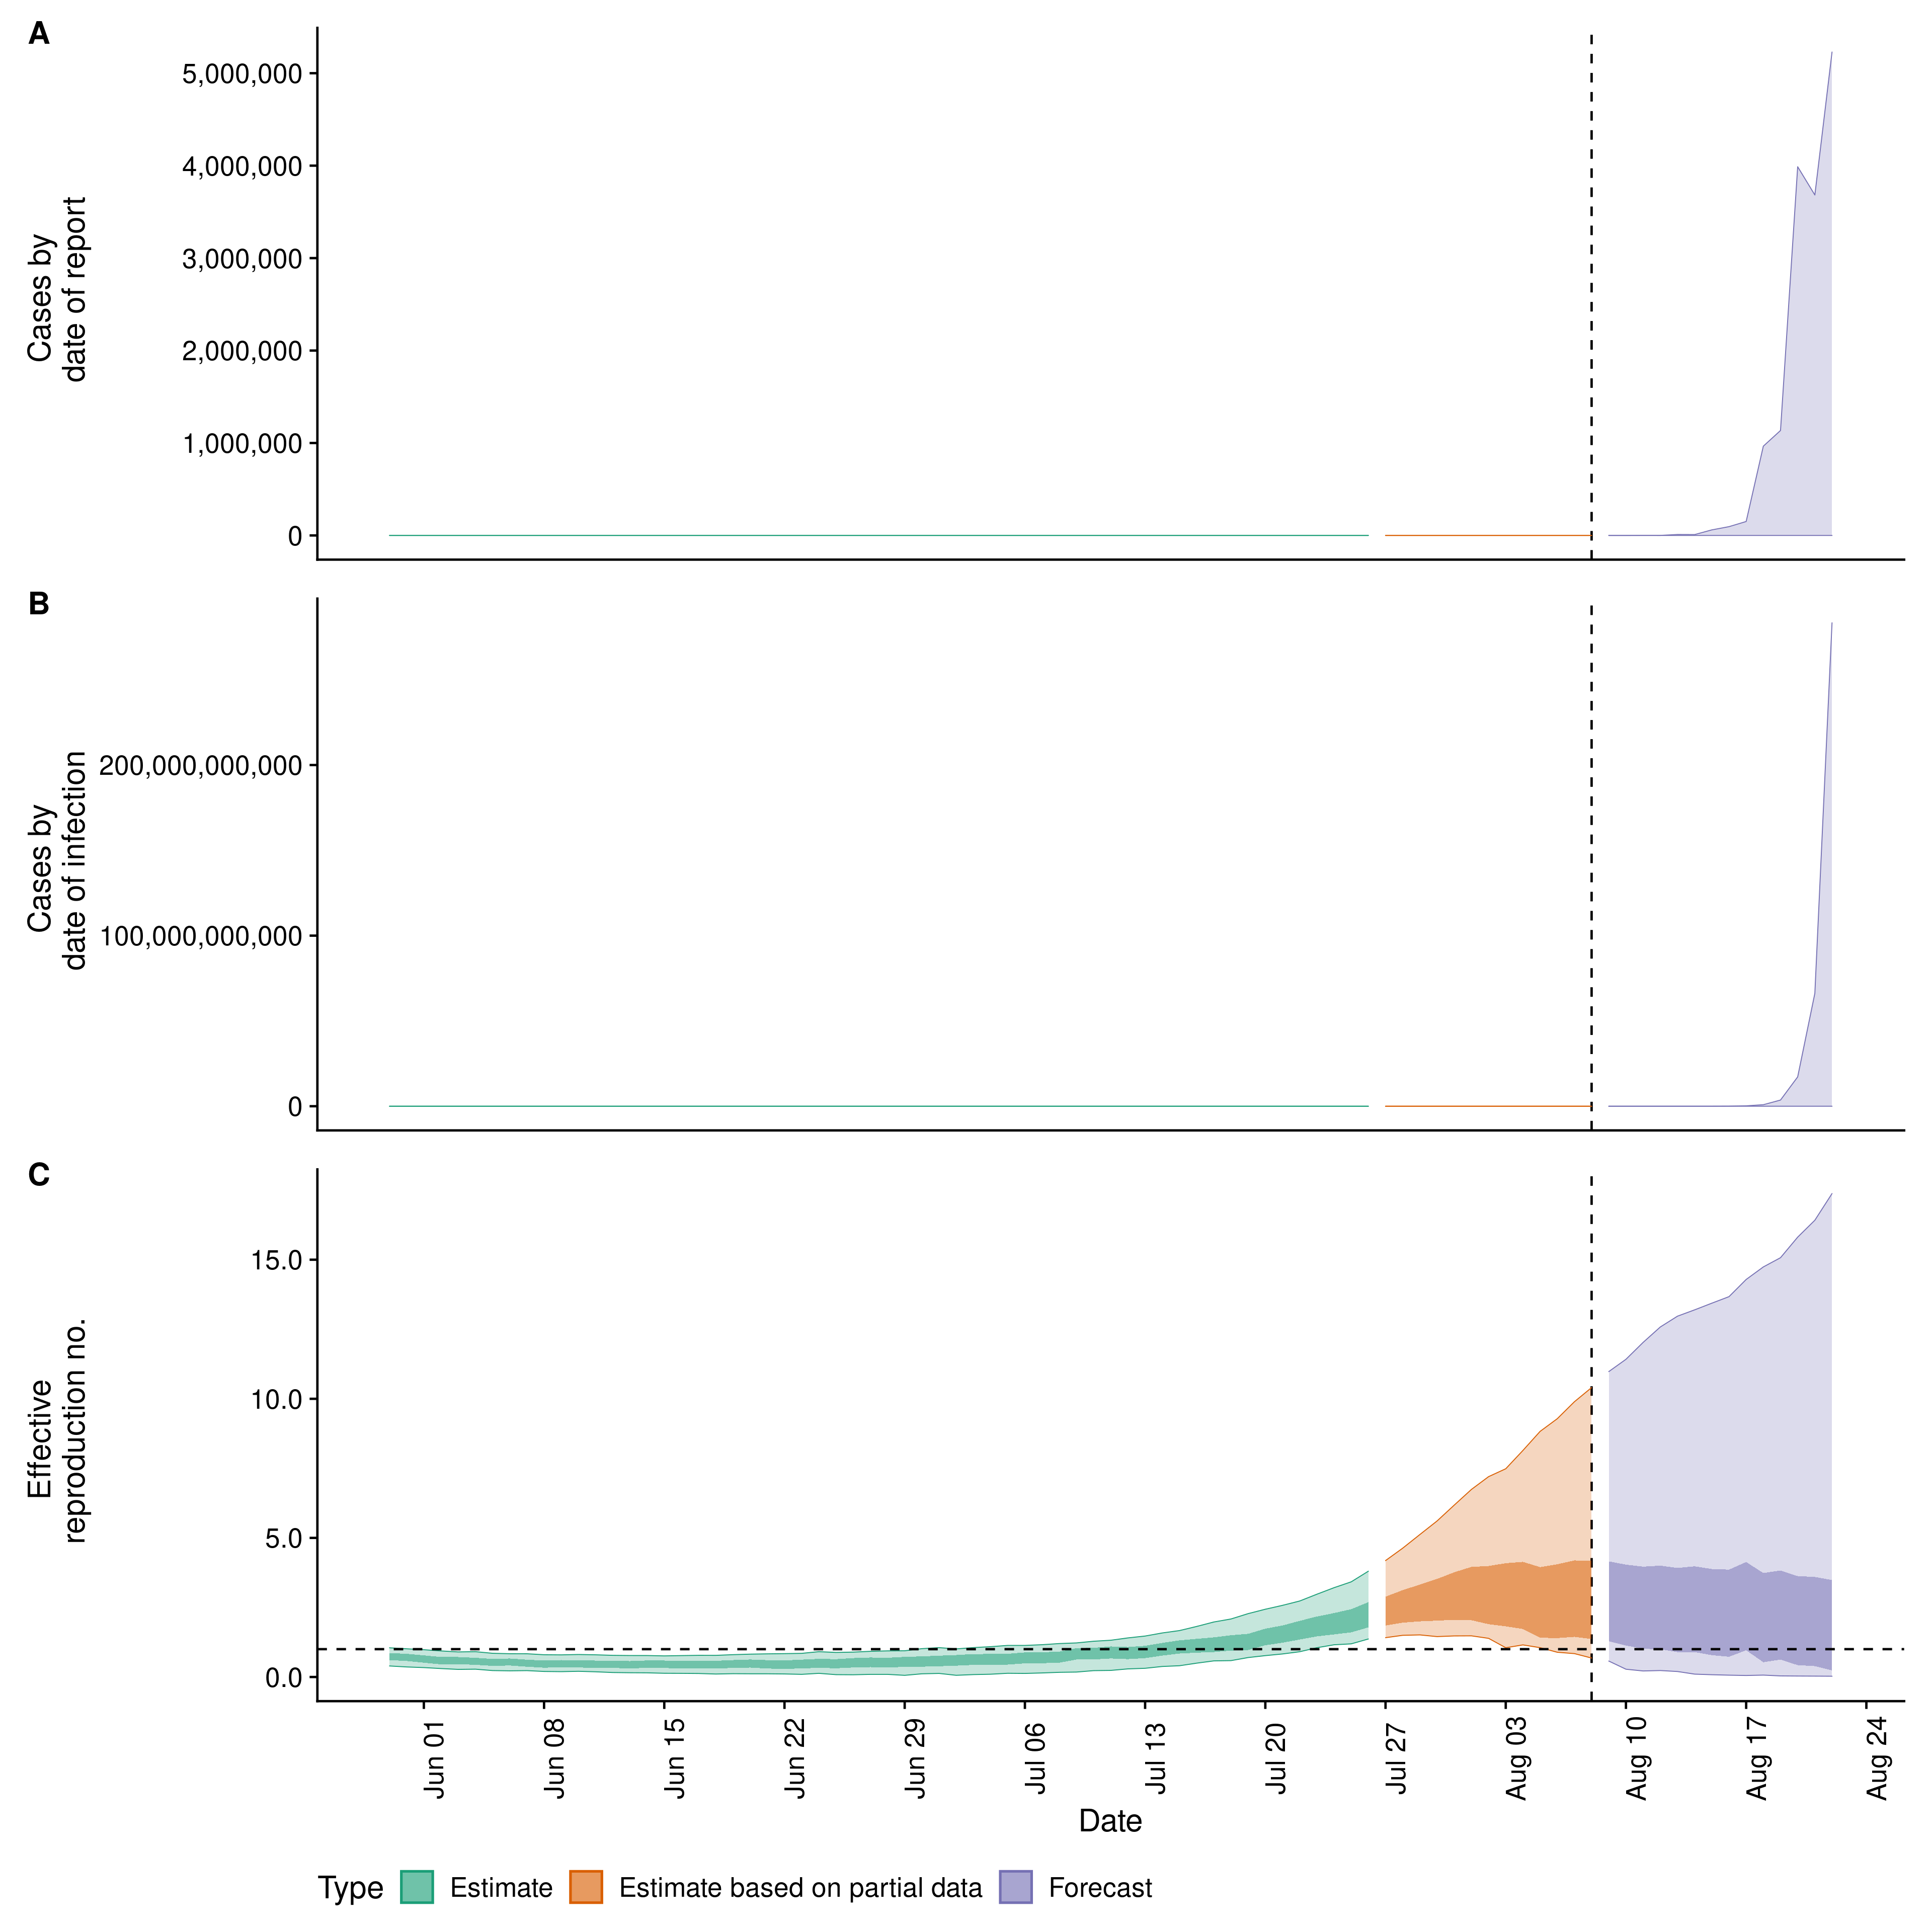 A
5,000,000
4,000,000
3,000,000
2,000,000
1,000,000
0
Cases by
date of report
B
200,000,000,000
100,000,000,000
0
Cases by
date of infection
C
15.0
10.0
5.0
0.0
Effective
reproduction no.
Jun 01
Jun 08
Jun 15
Jun 22
Jun 29
Jul 06
Jul 13
Jul 20
Jul 27
Aug 03
Aug 10
Aug 17
Aug 24
Date
Type Estimate Estimate based on partial data Forecast